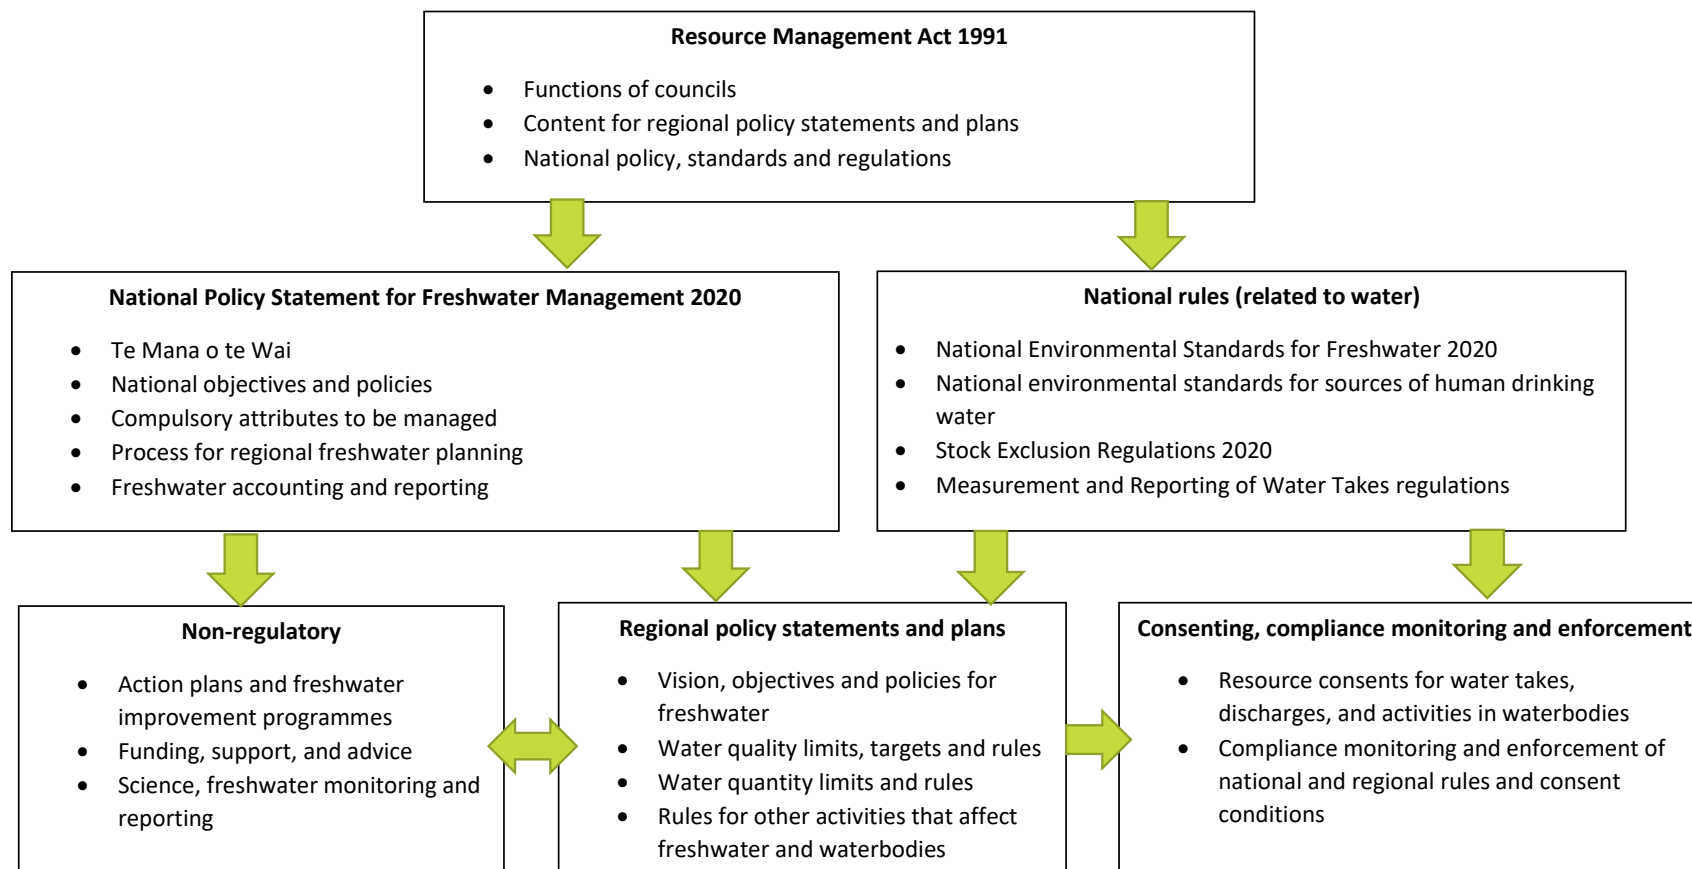 Resource Management Act 1991
• Functions of councils
• Content for regional policy statements and plans
• National policy, standards and regulations
National Policy Statement for Freshwater Management 2020
• Te Mana o te Wai
• National objectives and policies
• Compulsory attributes to be managed
• Process for regional freshwater planning
• Freshwater accounting and reporting
National rules (related to water)
• National Environmental Standards for Freshwater 2020
• National environmental standards for sources of human drinking
water
• Stock Exclusion Regulations 2020
• Measurement and Reporting of Water Takes regulations
Non-regulatory
• Action plans and freshwater
improvement programmes
• Funding, support, and advice
• Science, freshwater monitoring and
reporting
Regional policy statements and plans
• Vision, objectives and policies for
freshwater
• Water quality limits, targets and rules
• Water quantity limits and rules
• Rules for other activities that affect
freshwater and waterbodies
Consenting, compliance monitoring and enforcement
• Resource consents for water takes,
discharges, and activities in waterbodies
• Compliance monitoring and enforcement of
national and regional rules and consent
conditions